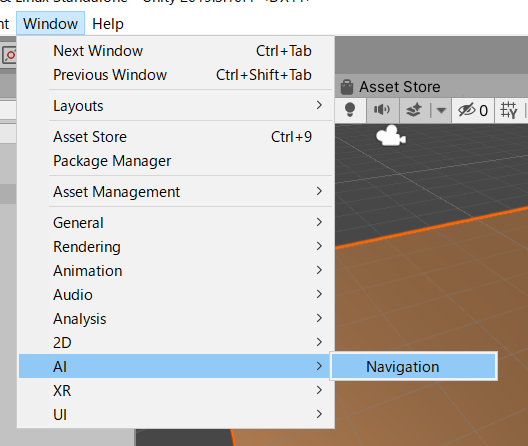 Window Help
Next Window Ctrl+Tab
Previous Window Ctrl+Shift+Tab
Layouts
Asset Store Ctrl+9
Package Manager
Asset Management
General
Rendering
Animation
Audio
Analysis
2D
AI
XR
UI
Navigation
Asset Store
0